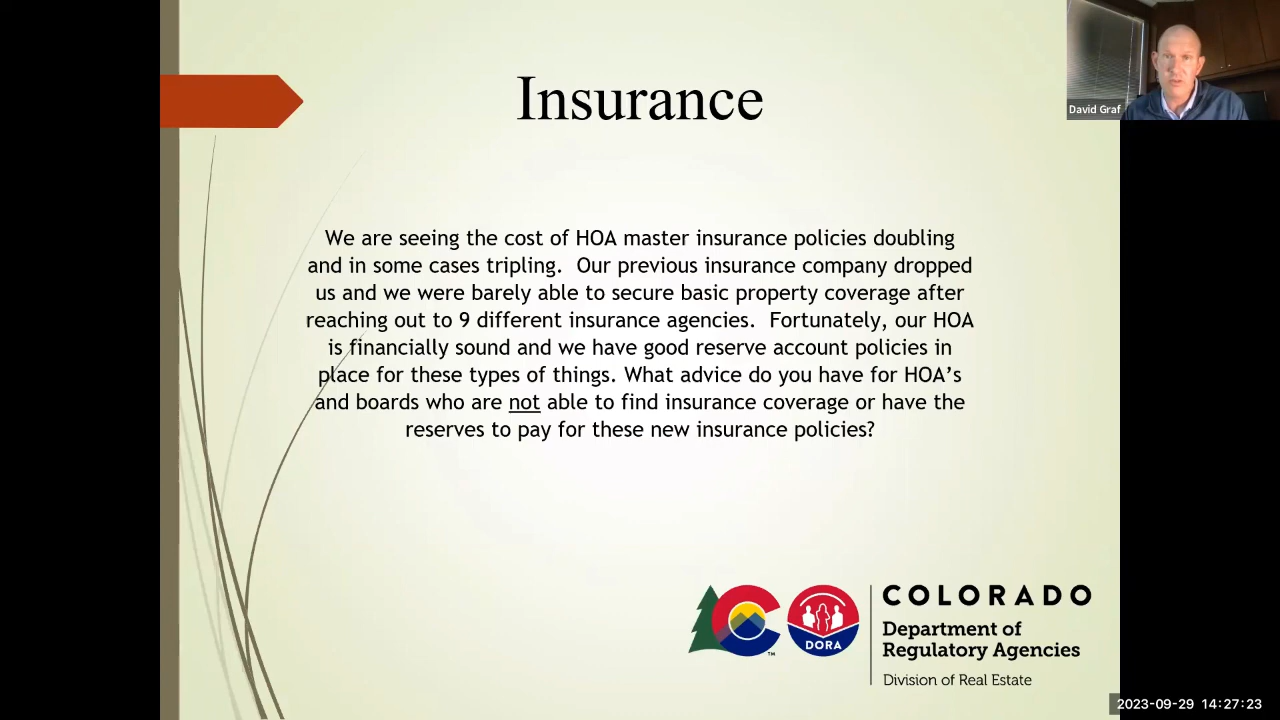 Insurance
David Graf
We are seeing the cost of HOA master insurance policies doubling
and in some cases tripling.  Our previous insurance company dropped
us and we were barely able to secure basic property coverage after
reaching out to 9 different insurance agencies.  Fortunately, our HOA
is financially sound and we have good reserve account policies in
place for these types of things. What advice do you have for HOA’s
and boards who are not able to find insurance coverage or have the
reserves to pay for these new insurance policies?
COLORADO
Department of
Regulatory Agencies
Division of Real Estate
DORA
TM
2023-09-29 14:27:23